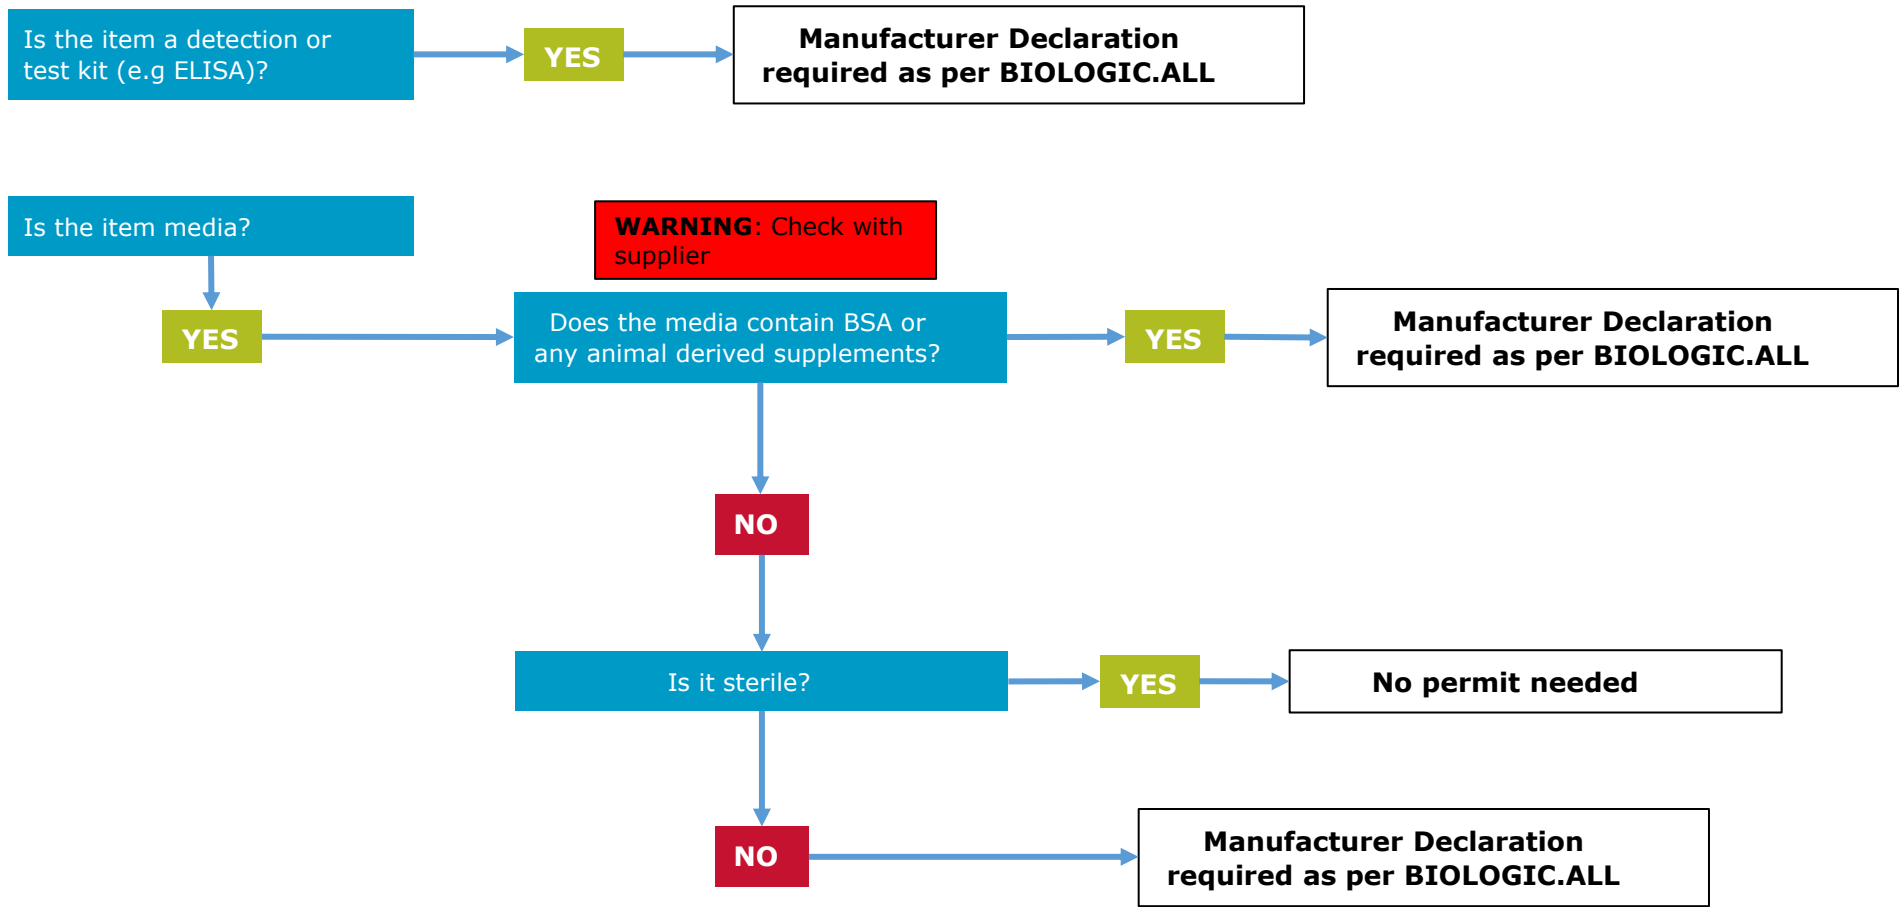 Is the item a detection or
test kit (e.g ELISA)?
YES
Manufacturer Declaration
required as per BIOLOGIC.ALL
Is the item media?
WARNING: Check with
supplier
YES
Does the media contain BSA or
any animal derived supplements?
YES
Manufacturer Declaration
required as per BIOLOGIC.ALL
NO
Is it sterile?
YES
No permit needed
NO
Manufacturer Declaration
required as per BIOLOGIC.ALL